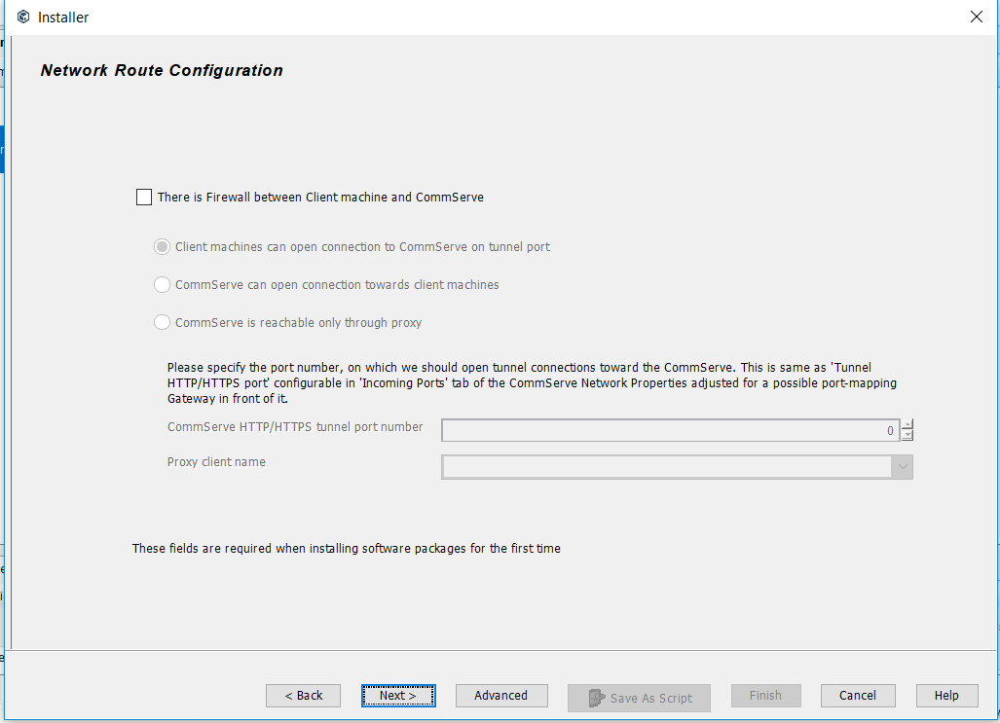 Installer
Network Route Configuration
There is Firewall between Client machine and CommServe
Client machines can open connection to CommServe on tunnel port
CommServe can open connection towards client machines
CommServe is reachable only through proxy
Please specify the port number, on which we should open tunnel connections toward the CommServe. This is same as 'Tunnel
HTTP/HTTPS port' configurable in 'Incoming Ports' tab of the CommServe Network Properties adjusted for a possible port-mapping
Gateway in front of it.
CommServe HTTP/HTTPS tunnel port number 0
Proxy client name
These fields are required when installing software packages for the first time
< Back Next > Advanced Save As Script Finish Cancel Help